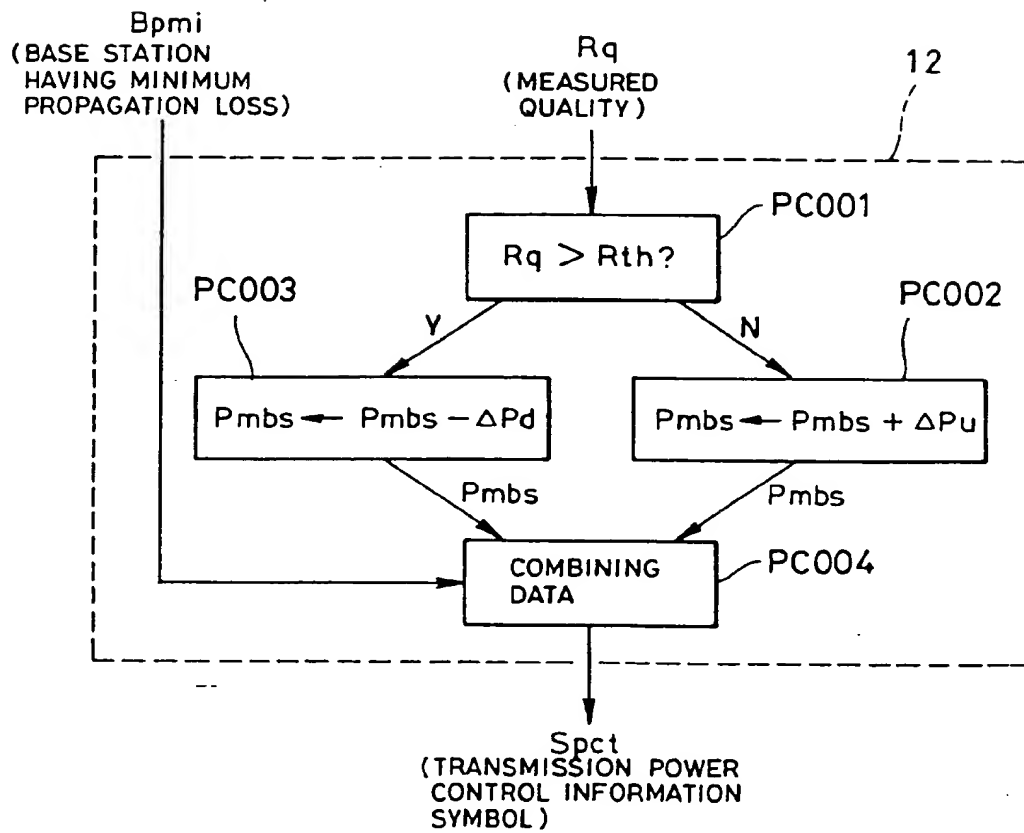 Bpmi
(BASE STATION
HAVING MINIMUM
PROPAGATION LOSS)
Rq
(MEASURED
QUALITY)
12
PC001
Rq > Rth?
PC003
PC002
Y
N
Pmbs ← Pmbs − ΔPd
Pmbs ← Pmbs + ΔPu
Pmbs
Pmbs
COMBINING
DATA
PC004
Spct
(TRANSMISSION POWER
CONTROL INFORMATION
SYMBOL)